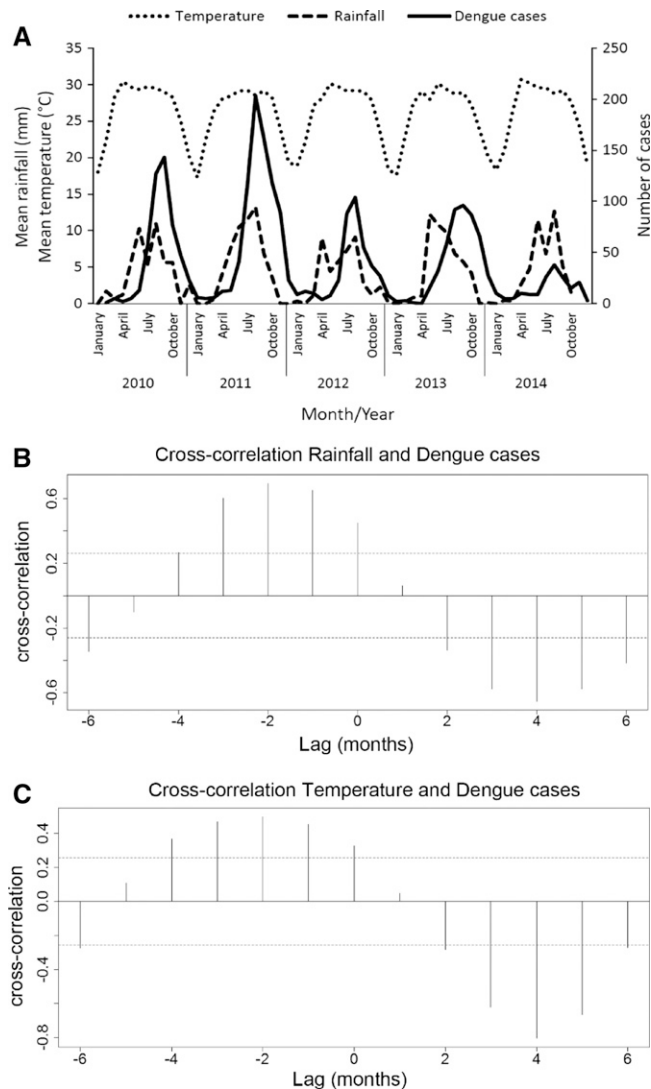 Temperature Rainfall Dengue cases
A
35
30
25
20
15
10
5
0
Mean rainfall (mm)
Mean temperature (°C)
250
200
150
100
50
0
Number of cases
January April July October January April July October January April July October January April July October January April July October
2010 2011 2012 2013 2014
Month/Year
B
Cross-correlation Rainfall and Dengue cases
cross-correlation
0.6
0.2
-0.2
-0.6
-6 -4 -2 0 2 4 6
Lag (months)
C
Cross-correlation Temperature and Dengue cases
cross-correlation
0.4
0.2
0.0
-0.4
-0.8
-6 -4 -2 0 2 4 6
Lag (months)